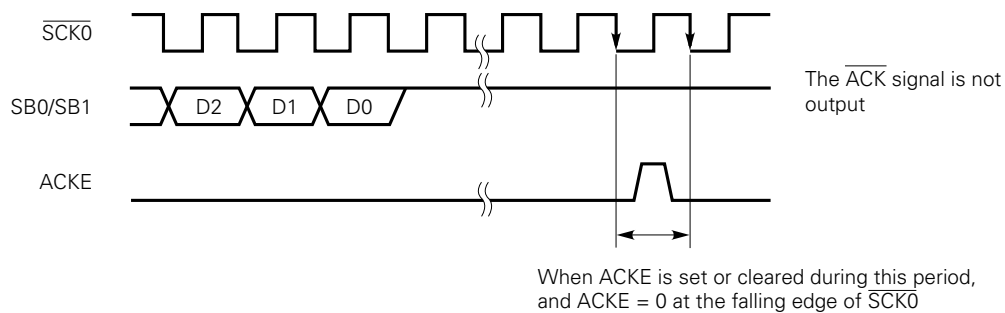 SCK0
SB0/SB1
D2
D1
D0
ACKE
The ACK signal is not
output
When ACKE is set or cleared during this period,
and ACKE = 0 at the falling edge of SCK0